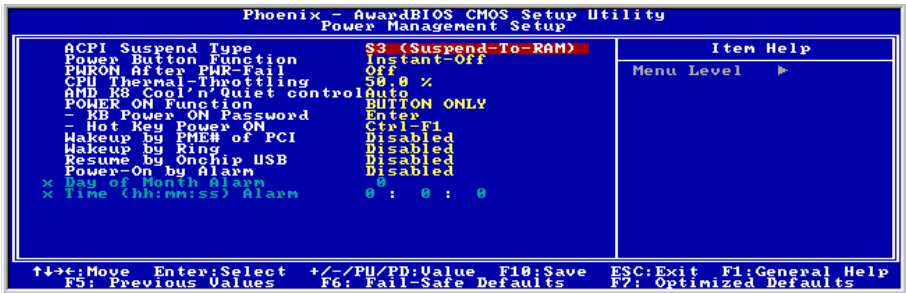 Phoenix - AwardBIOS CMOS Setup Utility
Power Management Setup
ACPI Suspend Type S3 (Suspend-To-RAM) Item Help
Power Button Function Instant-Off
PWRON After PWR-Fail Off Menu Level ▶
CPU Thermal-Throttling 50.0 %
AMD K8 Cool'n'Quiet control Auto
POWER ON Function BUTTON ONLY
- KB Power ON Password Enter
- Hot Key Power ON Ctrl-F1
Wakeup by PME# of PCI Disabled
Wakeup by Ring Disabled
Resume by Onchip USB Disabled
Power-On by Alarm Disabled
x Day of Month Alarm 0
x Time (hh:mm:ss) Alarm 0 : 0 : 0
↑↓→←:Move Enter:Select +/-/PU/PD:Value F10:Save ESC:Exit F1:General Help
F5: Previous Values F6: Fail-Safe Defaults F7: Optimized Defaults